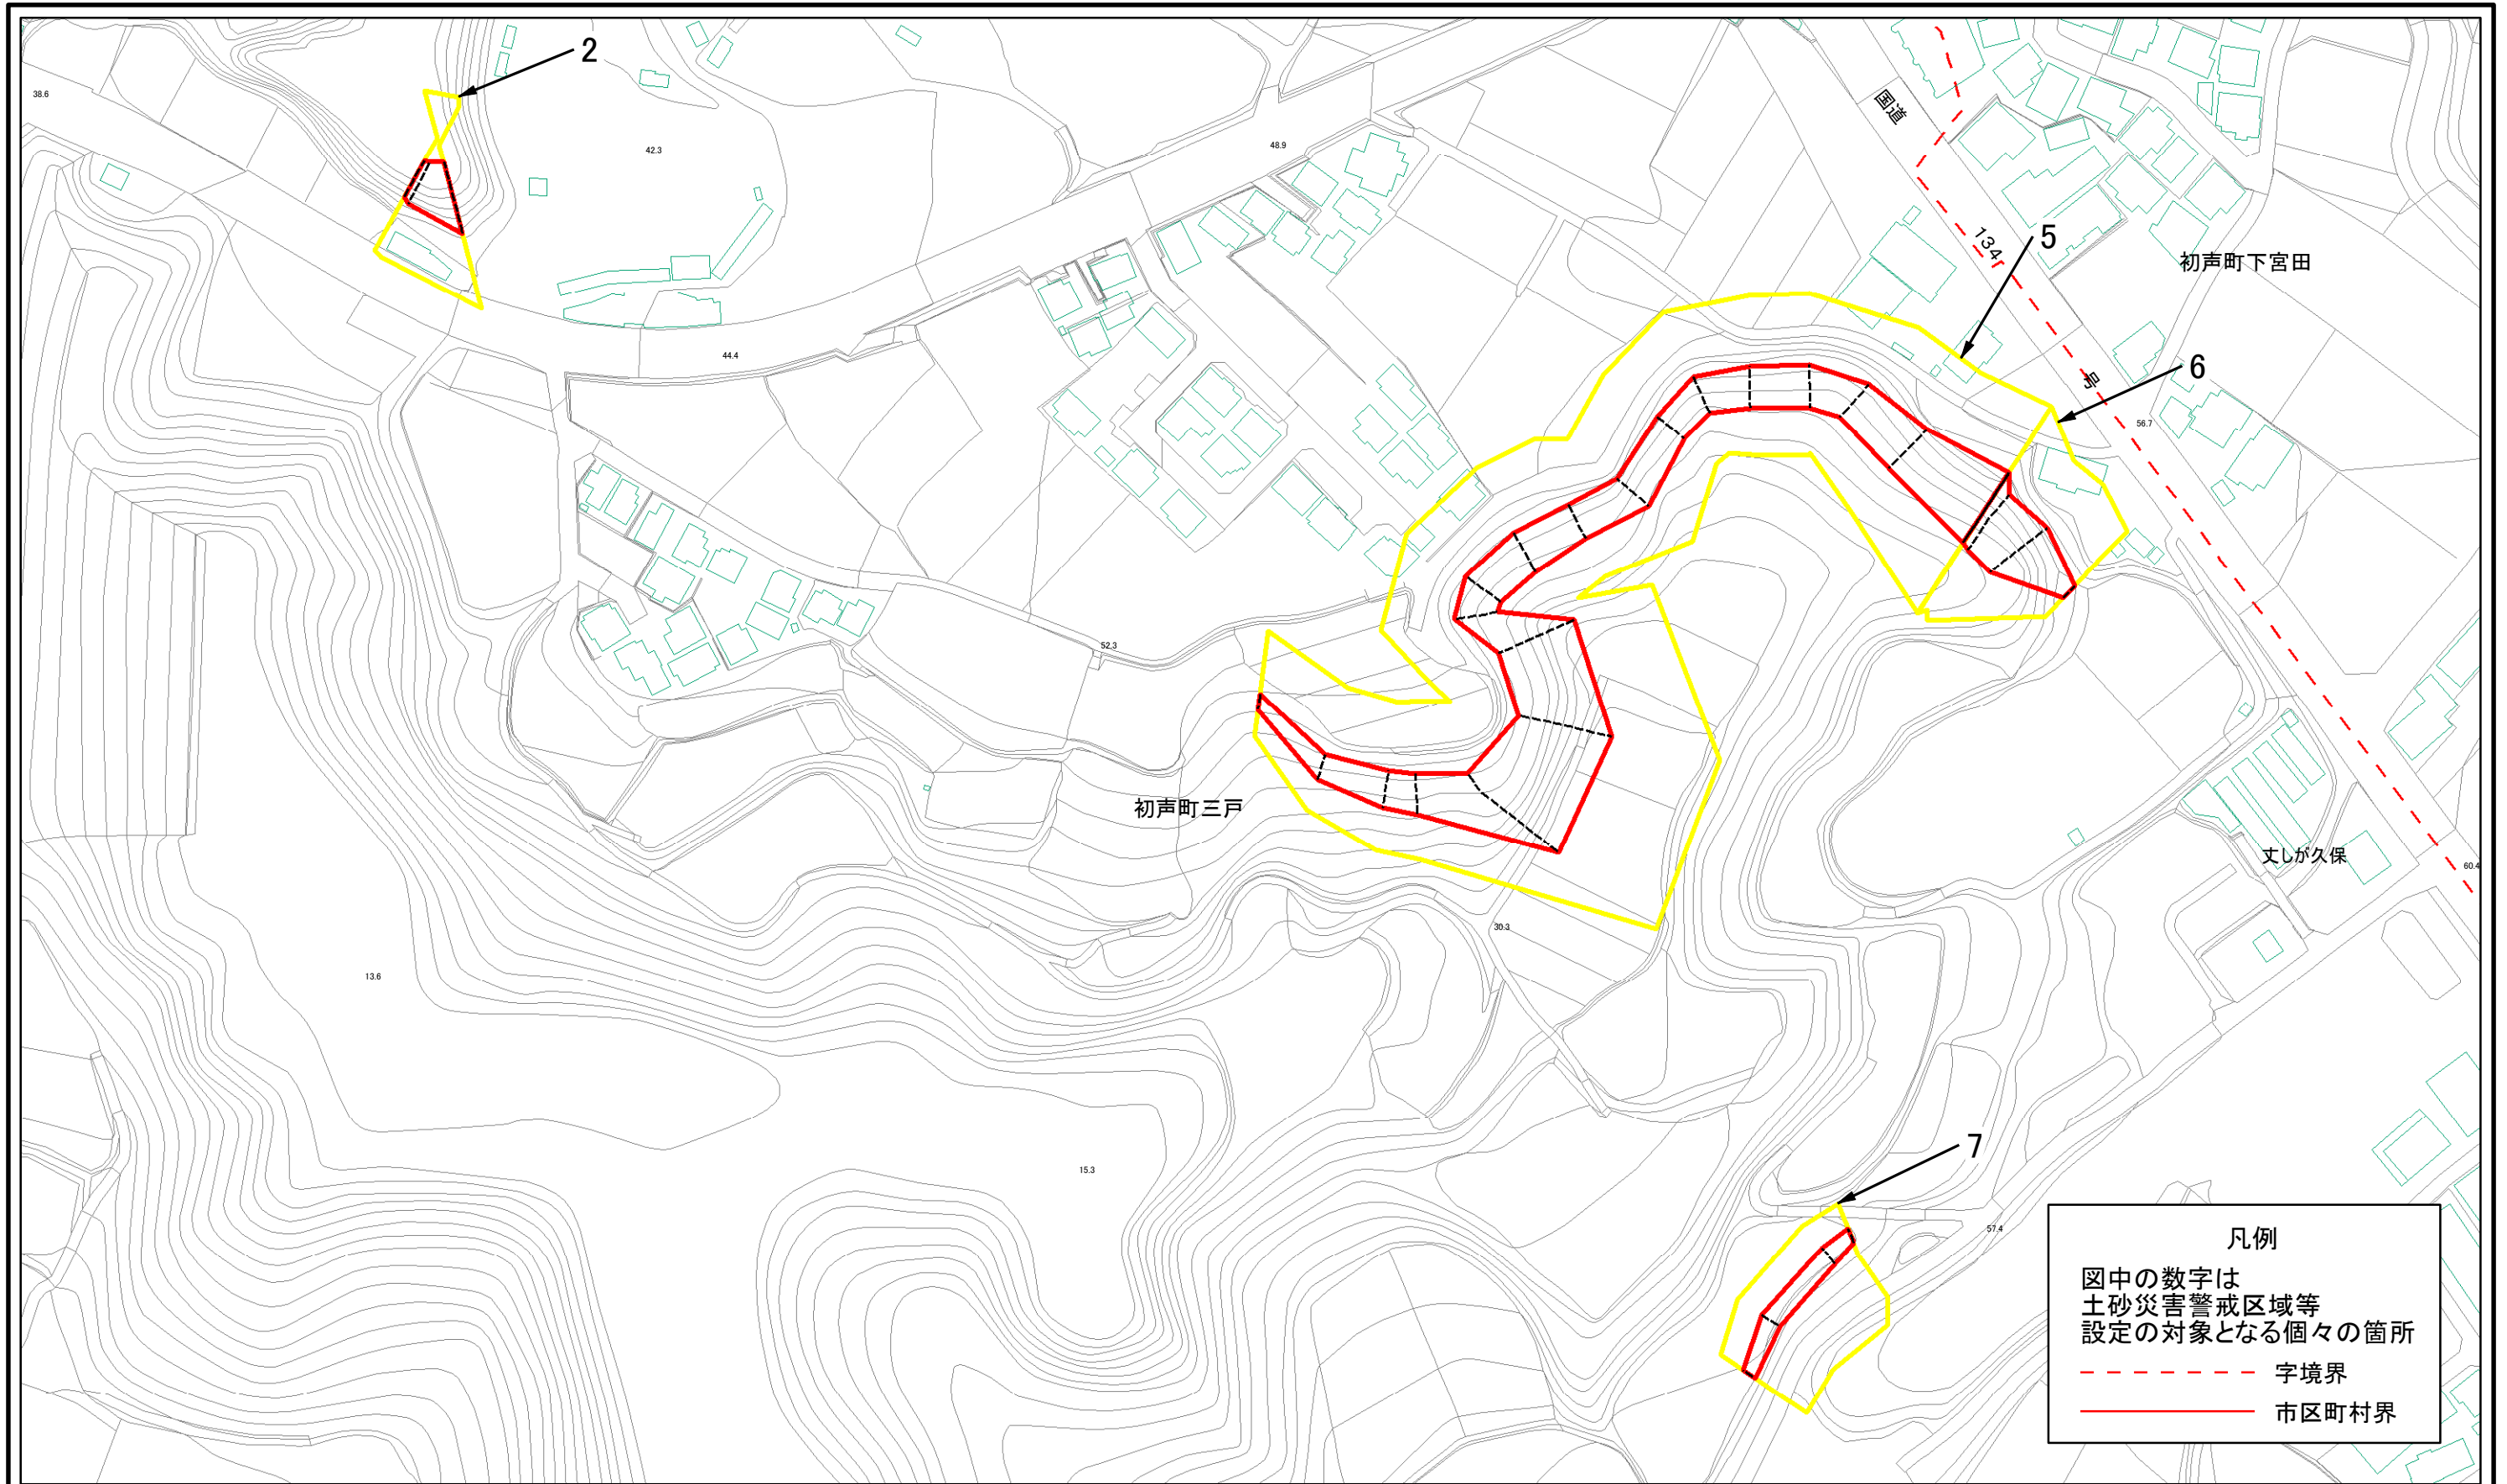 2
38.6
42.3
48.9
国道
134
号
5
初声町下宮田
6
44.4
56.7
52.3
初声町三戸
丈しが久保
60.4
30.3
13.6
15.3
7
57.4
凡例
図中の数字は
土砂災害警戒区域等
設定の対象となる個々の箇所
字境界
市区町村界